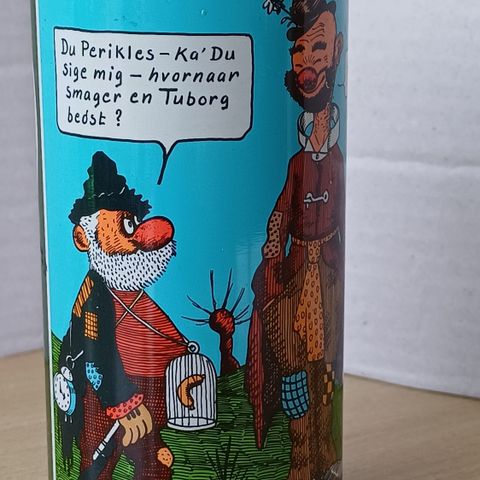 Du Perikles – Ka' Du
sige mig – hvornaar
smager en Tuborg
bedst ?